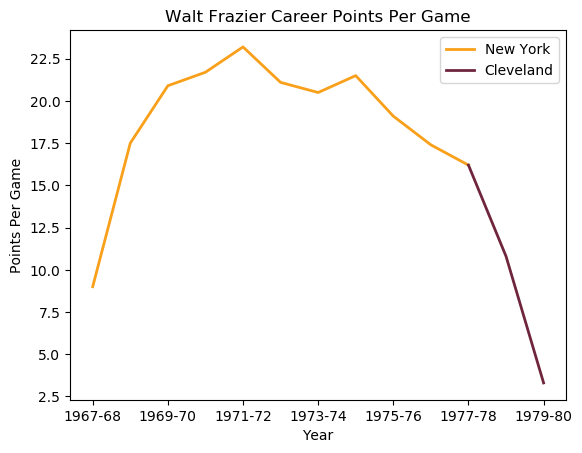 Walt Frazier Career Points Per Game
New York
Cleveland
Points Per Game
22.5
20.0
17.5
15.0
12.5
10.0
7.5
5.0
2.5
1967-68 1969-70 1971-72 1973-74 1975-76 1977-78 1979-80
Year